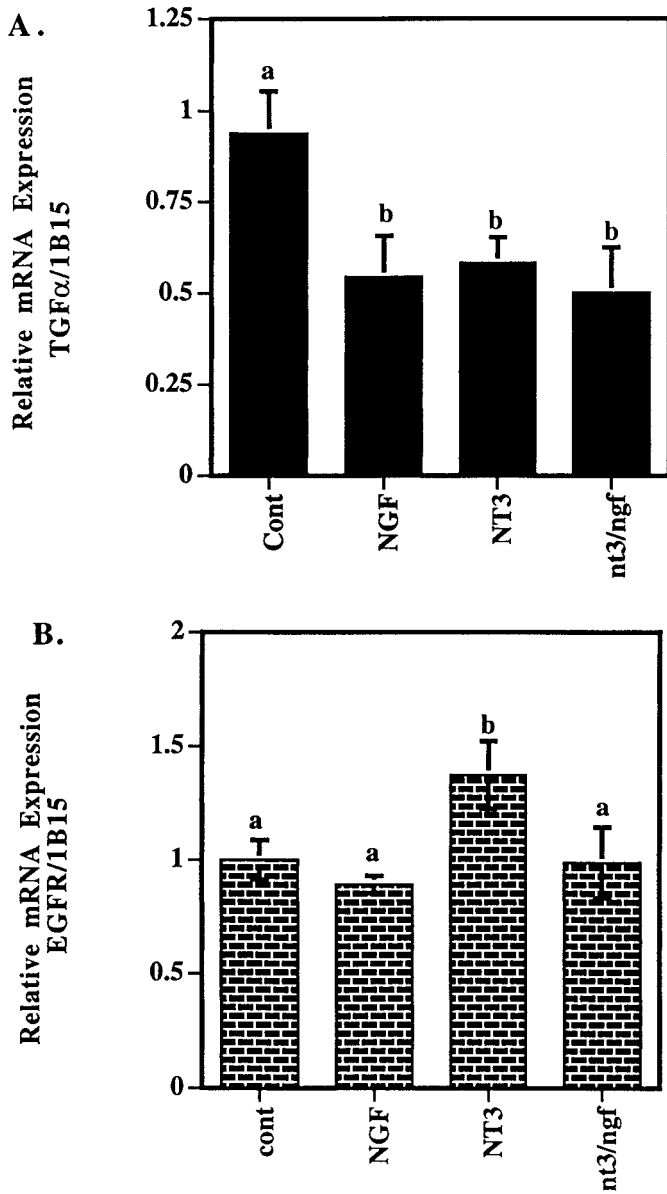 A.
Relative mRNA Expression
TGFα/1B15
1.25
1
0.75
0.5
0.25
0
a
b
b
b
Cont
NGF
NT3
nt3/ngf
B.
Relative mRNA Expression
EGFR/1B15
2
1.5
1
0.5
0
a
a
b
a
cont
NGF
NT3
nt3/ngf